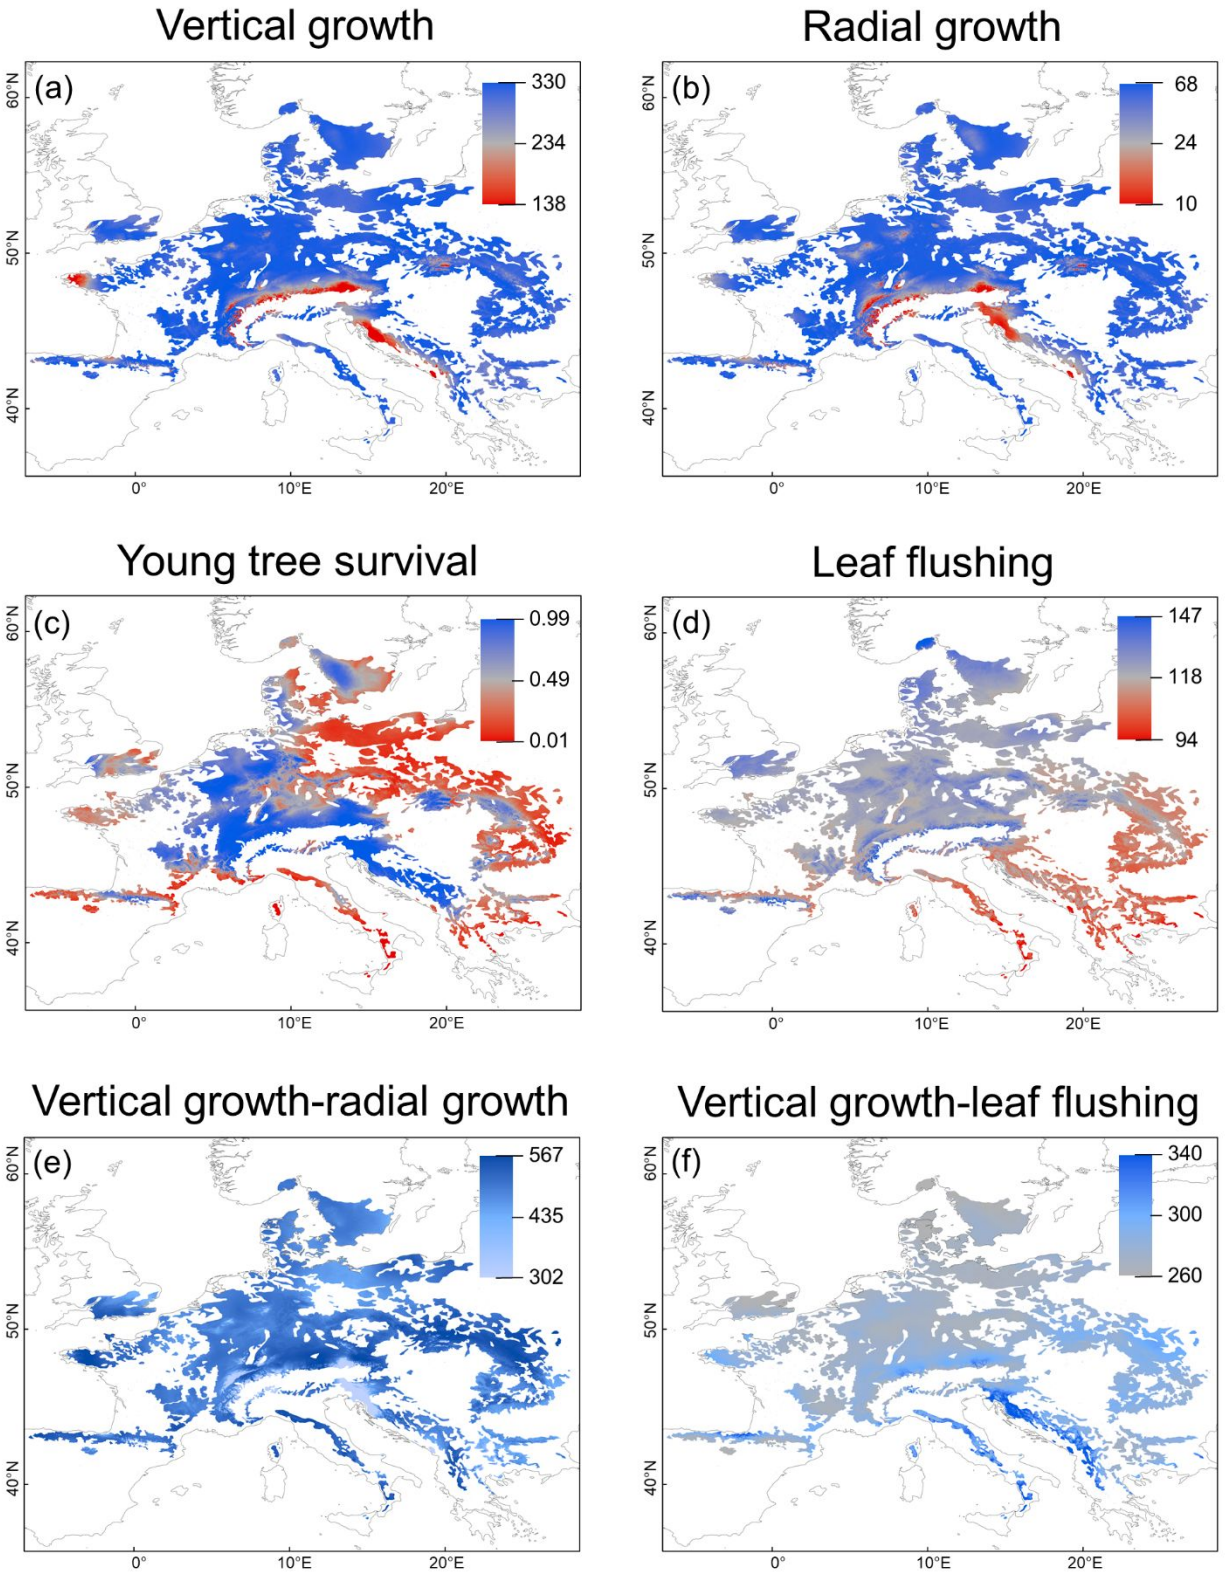 Vertical growth
Radial growth
(a)
330
234
138
60°N
50°N
40°N
0°
10°E
20°E
(b)
68
24
10
60°N
50°N
40°N
0°
10°E
20°E
Young tree survival
Leaf flushing
(c)
0.99
0.49
0.01
60°N
50°N
40°N
0°
10°E
20°E
(d)
147
118
94
60°N
50°N
40°N
0°
10°E
20°E
Vertical growth-radial growth
Vertical growth-leaf flushing
(e)
567
435
302
60°N
50°N
40°N
0°
10°E
20°E
(f)
340
300
260
60°N
50°N
40°N
0°
10°E
20°E